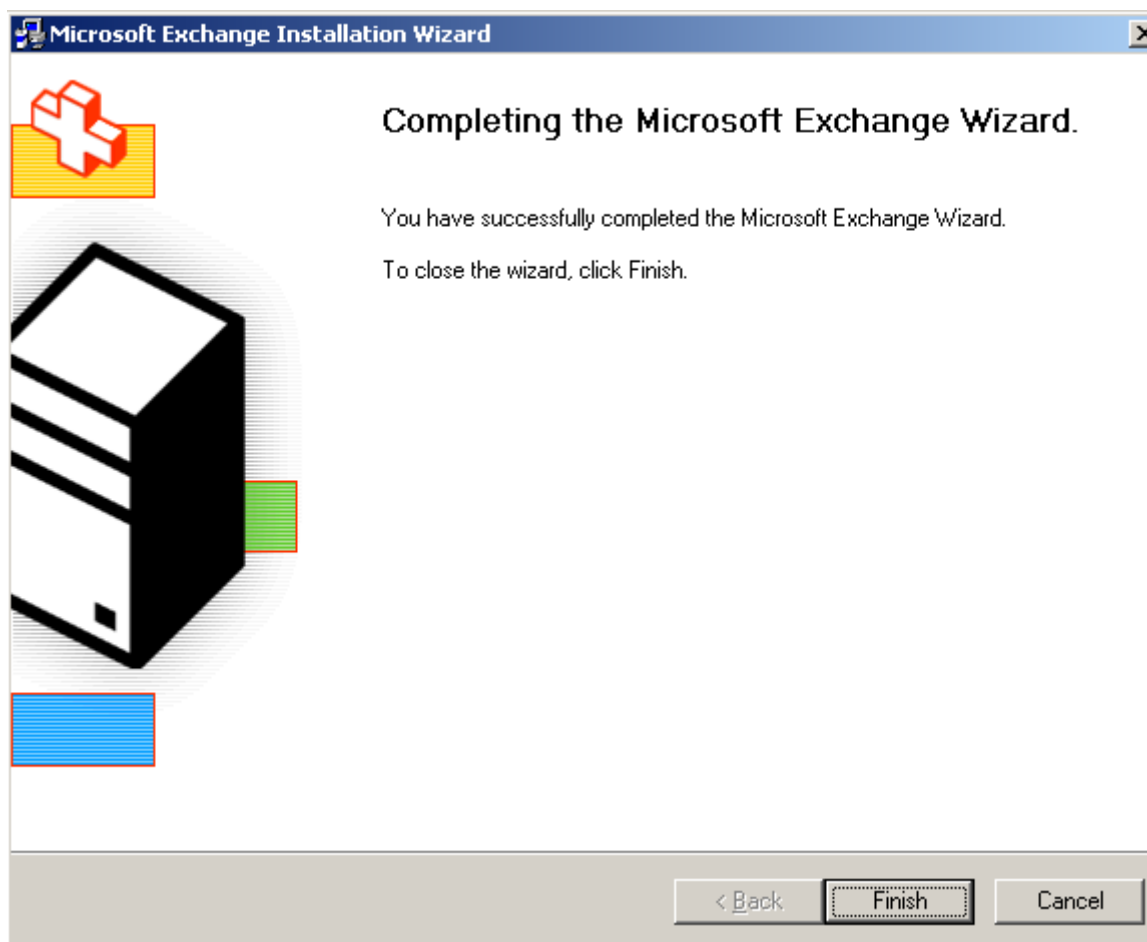 Microsoft Exchange Installation Wizard
Completing the Microsoft Exchange Wizard.
You have successfully completed the Microsoft Exchange Wizard.
To close the wizard, click Finish.
< Back Finish Cancel